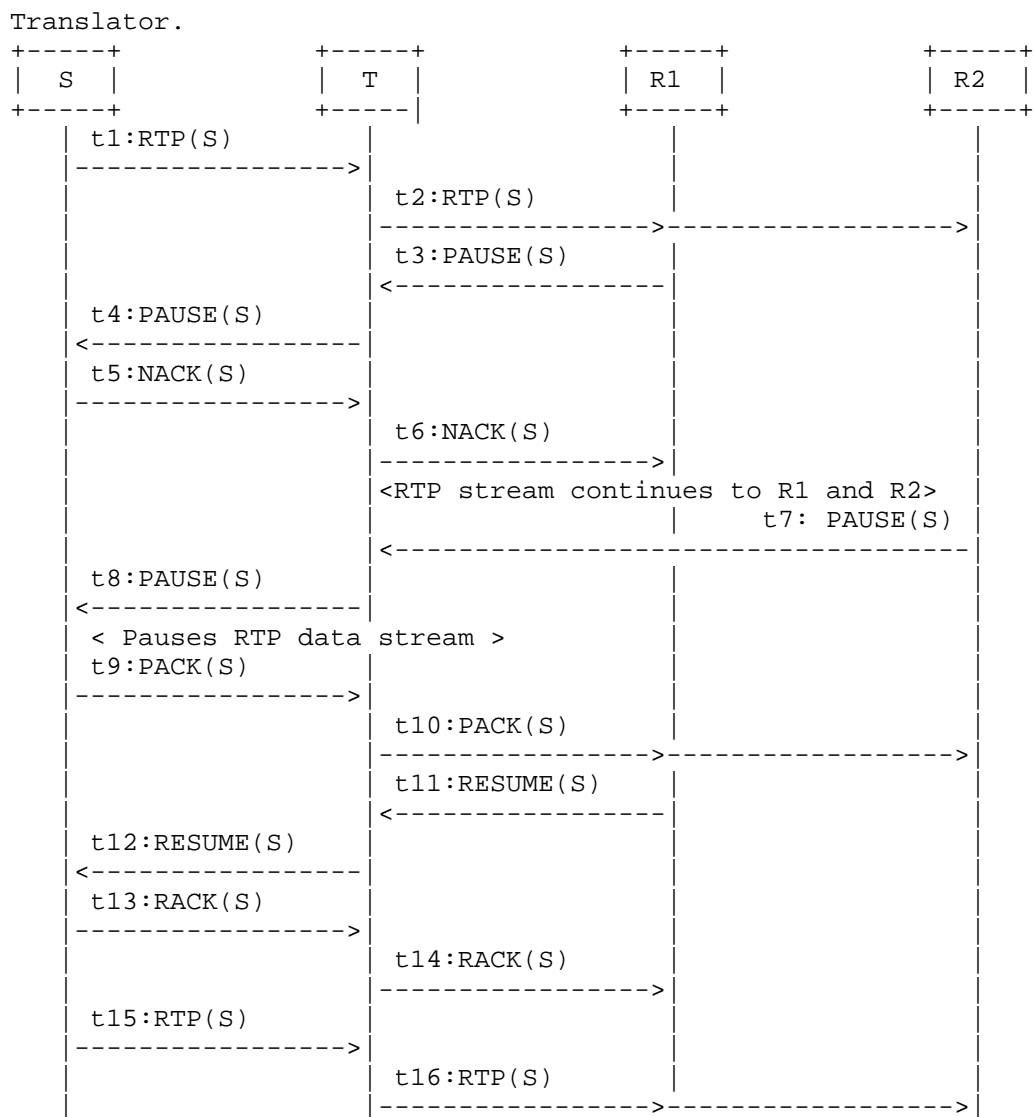 Translator.
S T R1 R2
t1:RTP(S)
t2:RTP(S)
t3:PAUSE(S)
t4:PAUSE(S)
t5:NACK(S)
t6:NACK(S)
<RTP stream continues to R1 and R2>
t7: PAUSE(S)
t8:PAUSE(S)
< Pauses RTP data stream >
t9:PACK(S)
t10:PACK(S)
t11:RESUME(S)
t12:RESUME(S)
t13:RACK(S)
t14:RACK(S)
t15:RTP(S)
t16:RTP(S)